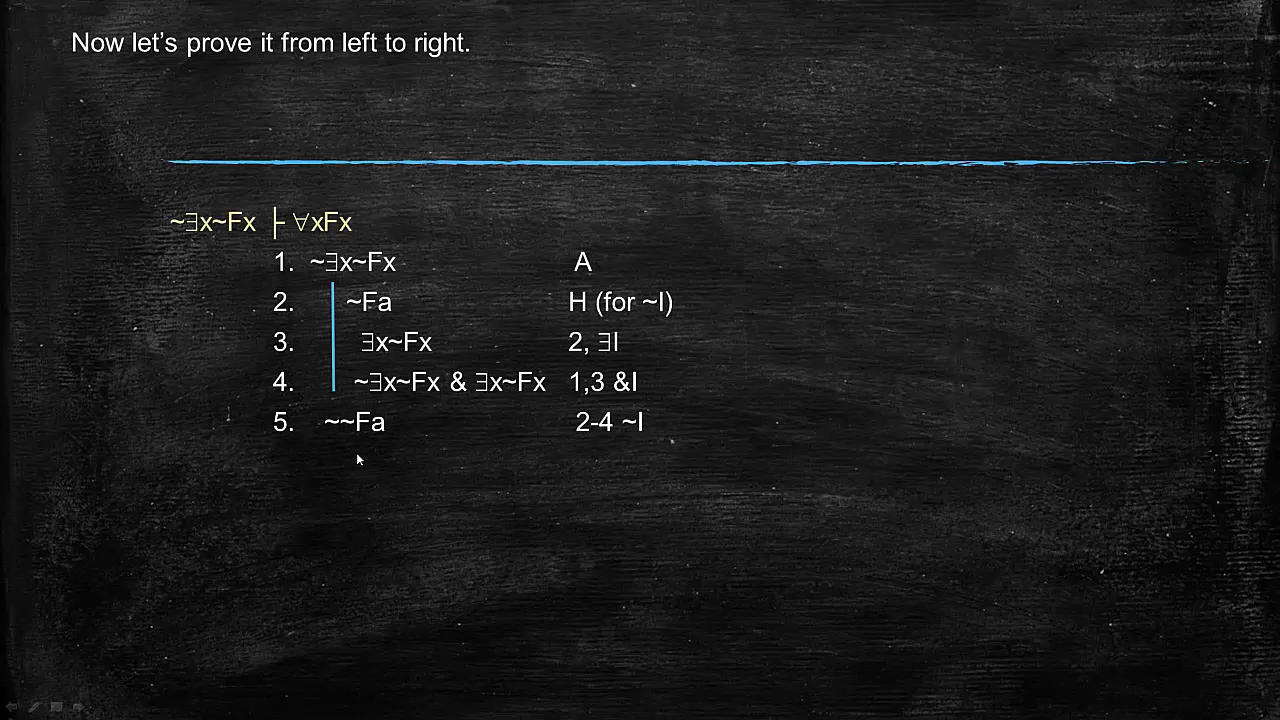 Now let's prove it from left to right.
~∃x~Fx ├ ∀xFx
1. ~∃x~Fx A
2. ~Fa H (for ~I)
3. ∃x~Fx 2, ∃I
4. ~∃x~Fx & ∃x~Fx 1,3 &I
5. ~~Fa 2-4 ~I